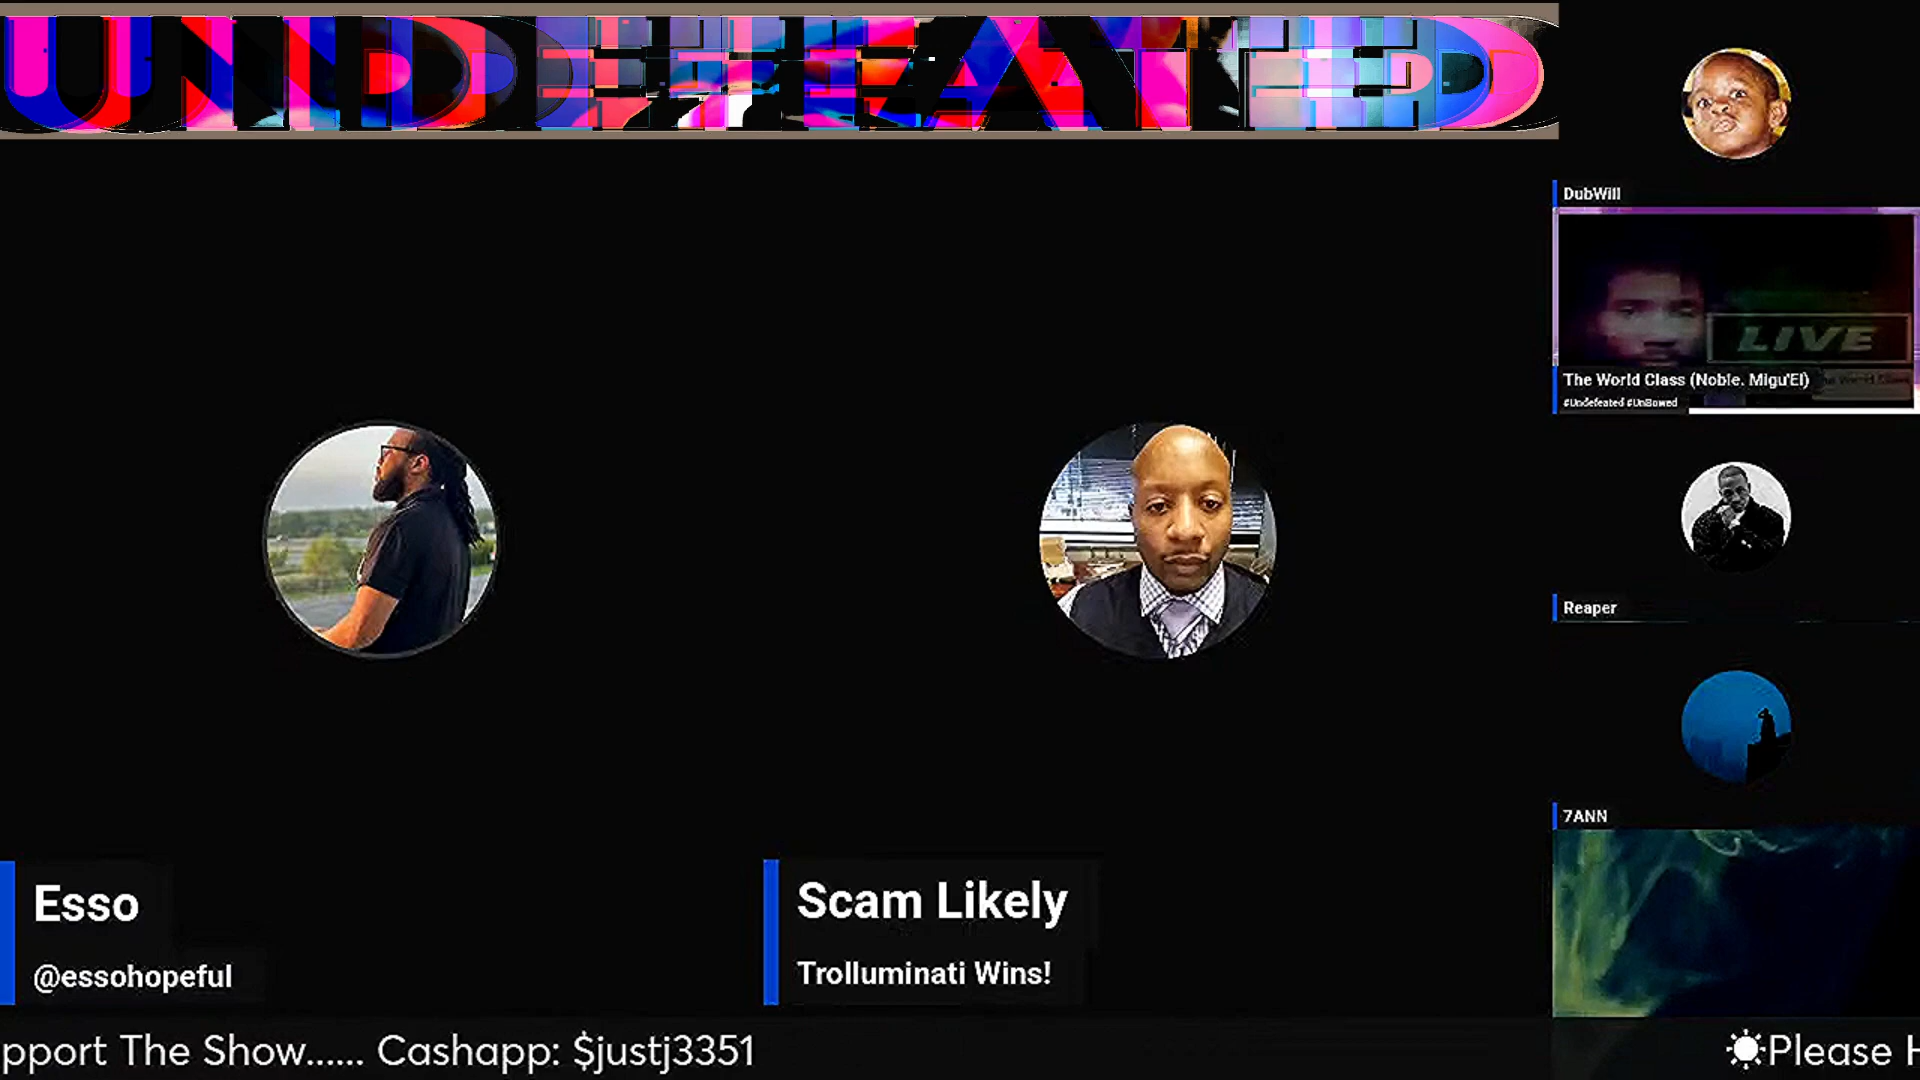 UNDEFEATED
DubWill
LIVE
The World Class (Noble. Migu'El)
#Undefeated #UnBowed
Reaper
7ANN
Esso
@essohopeful
Scam Likely
Trolluminati Wins!
pport The Show...... Cashapp: $justj3351
☀Please H